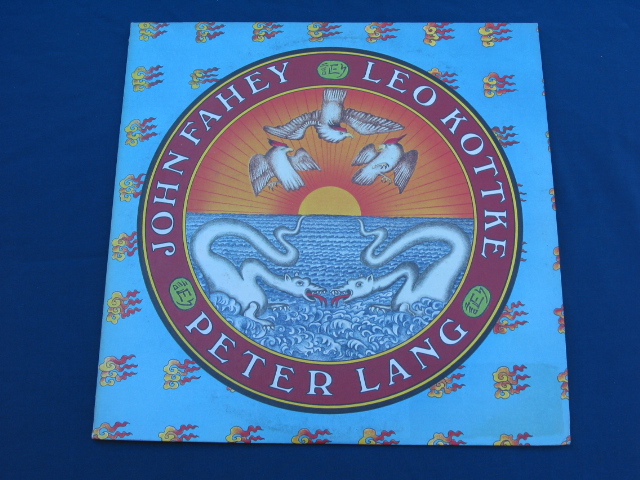 JOHN FAHEY
LEO KOTTKE
PETER LANG